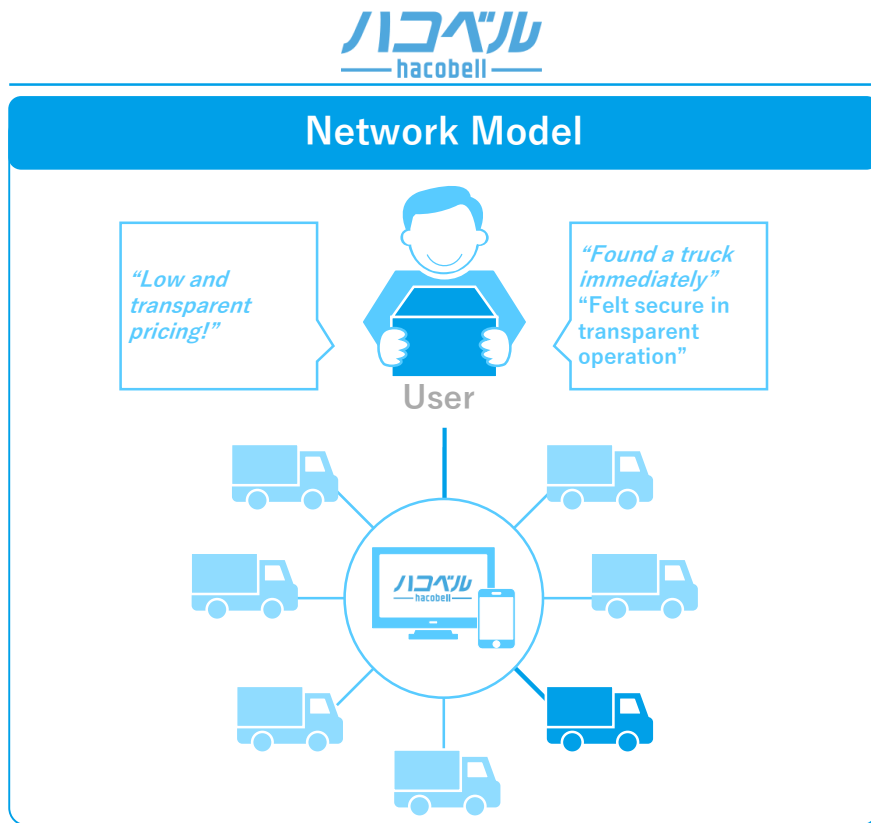 ハコベル
hacobell
Network Model
“Low and
transparent
pricing!”
“Found a truck
immediately”
“Felt secure in
transparent
operation”
User
ハコベル
hacobell